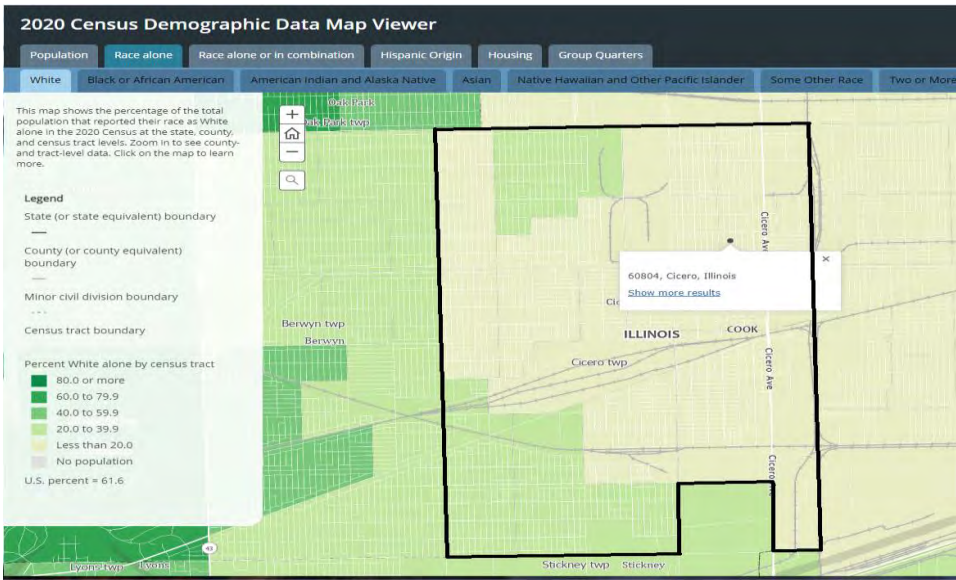 2020 Census Demographic Data Map Viewer
Population Race alone Race alone or in combination Hispanic Origin Housing Group Quarters
White Black or African American American Indian and Alaska Native Asian Native Hawaiian and Other Pacific Islander Some Other Race Two or More
This map shows the percentage of the total
population that reported their race as White
alone in the 2020 Census at the state, county,
and census tract levels. Zoom in to see county-
and tract-level data. Click on the map to learn
more.
Legend
State (or state equivalent) boundary
County (or county equivalent)
boundary
Minor civil division boundary
Census tract boundary
Percent White alone by census tract
80.0 or more
60.0 to 79.9
40.0 to 59.9
20.0 to 39.9
Less than 20.0
No population
U.S. percent = 61.6
+
−
Oak Park
Oak Park twp
Cicero Av
60804, Cicero, Illinois
×
Show more results
Cic
Berwyn twp
Berwyn
ILLINOIS
COOK
Cicero twp
Cicero Ave
Cicero
43
Lyons twp Lyons
Stickney twp Stickney